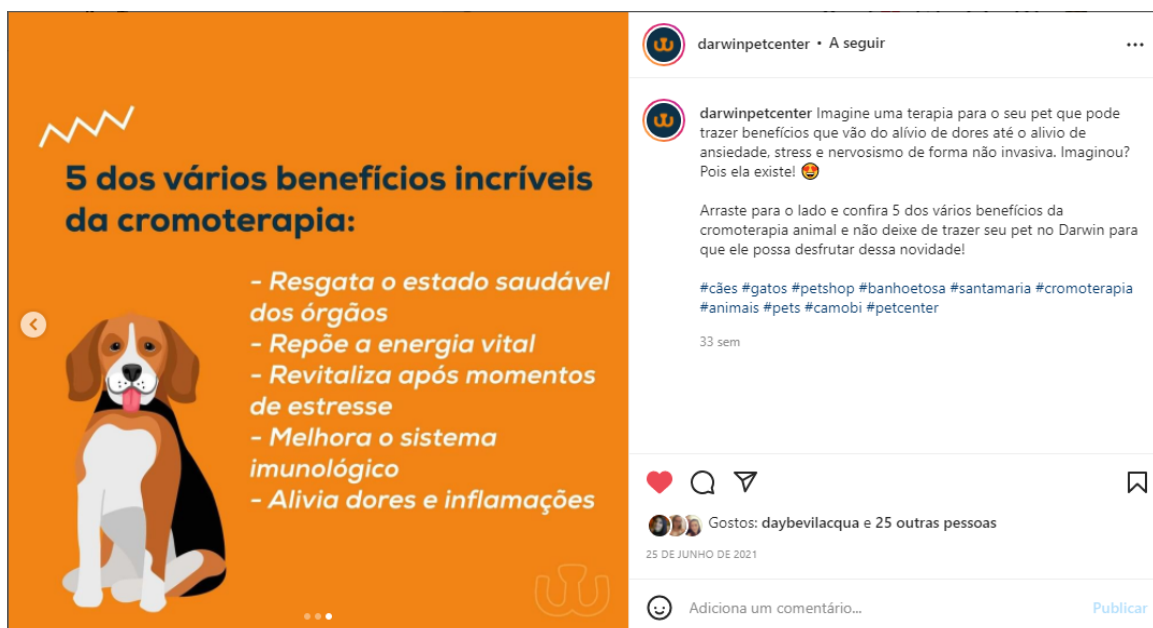 5 dos vários benefícios incríveis
da cromoterapia:
- Resgata o estado saudável
dos órgãos
- Repõe a energia vital
- Revitaliza após momentos
de estresse
- Melhora o sistema
imunológico
- Alivia dores e inflamações
darwinpetcenter • A seguir
darwinpetcenter Imagine uma terapia para o seu pet que pode
trazer benefícios que vão do alívio de dores até o alivio de
ansiedade, stress e nervosismo de forma não invasiva. Imaginou?
Pois ela existe! 🤩
Arraste para o lado e confira 5 dos vários benefícios da
cromoterapia animal e não deixe de trazer seu pet no Darwin para
que ele possa desfrutar dessa novidade!
#cães #gatos #petshop #banhoetosa #santamaria #cromoterapia
#animais #pets #camobi #petcenter
33 sem
Gostos: daybevilacqua e 25 outras pessoas
25 DE JUNHO DE 2021
Adiciona um comentário... Publicar